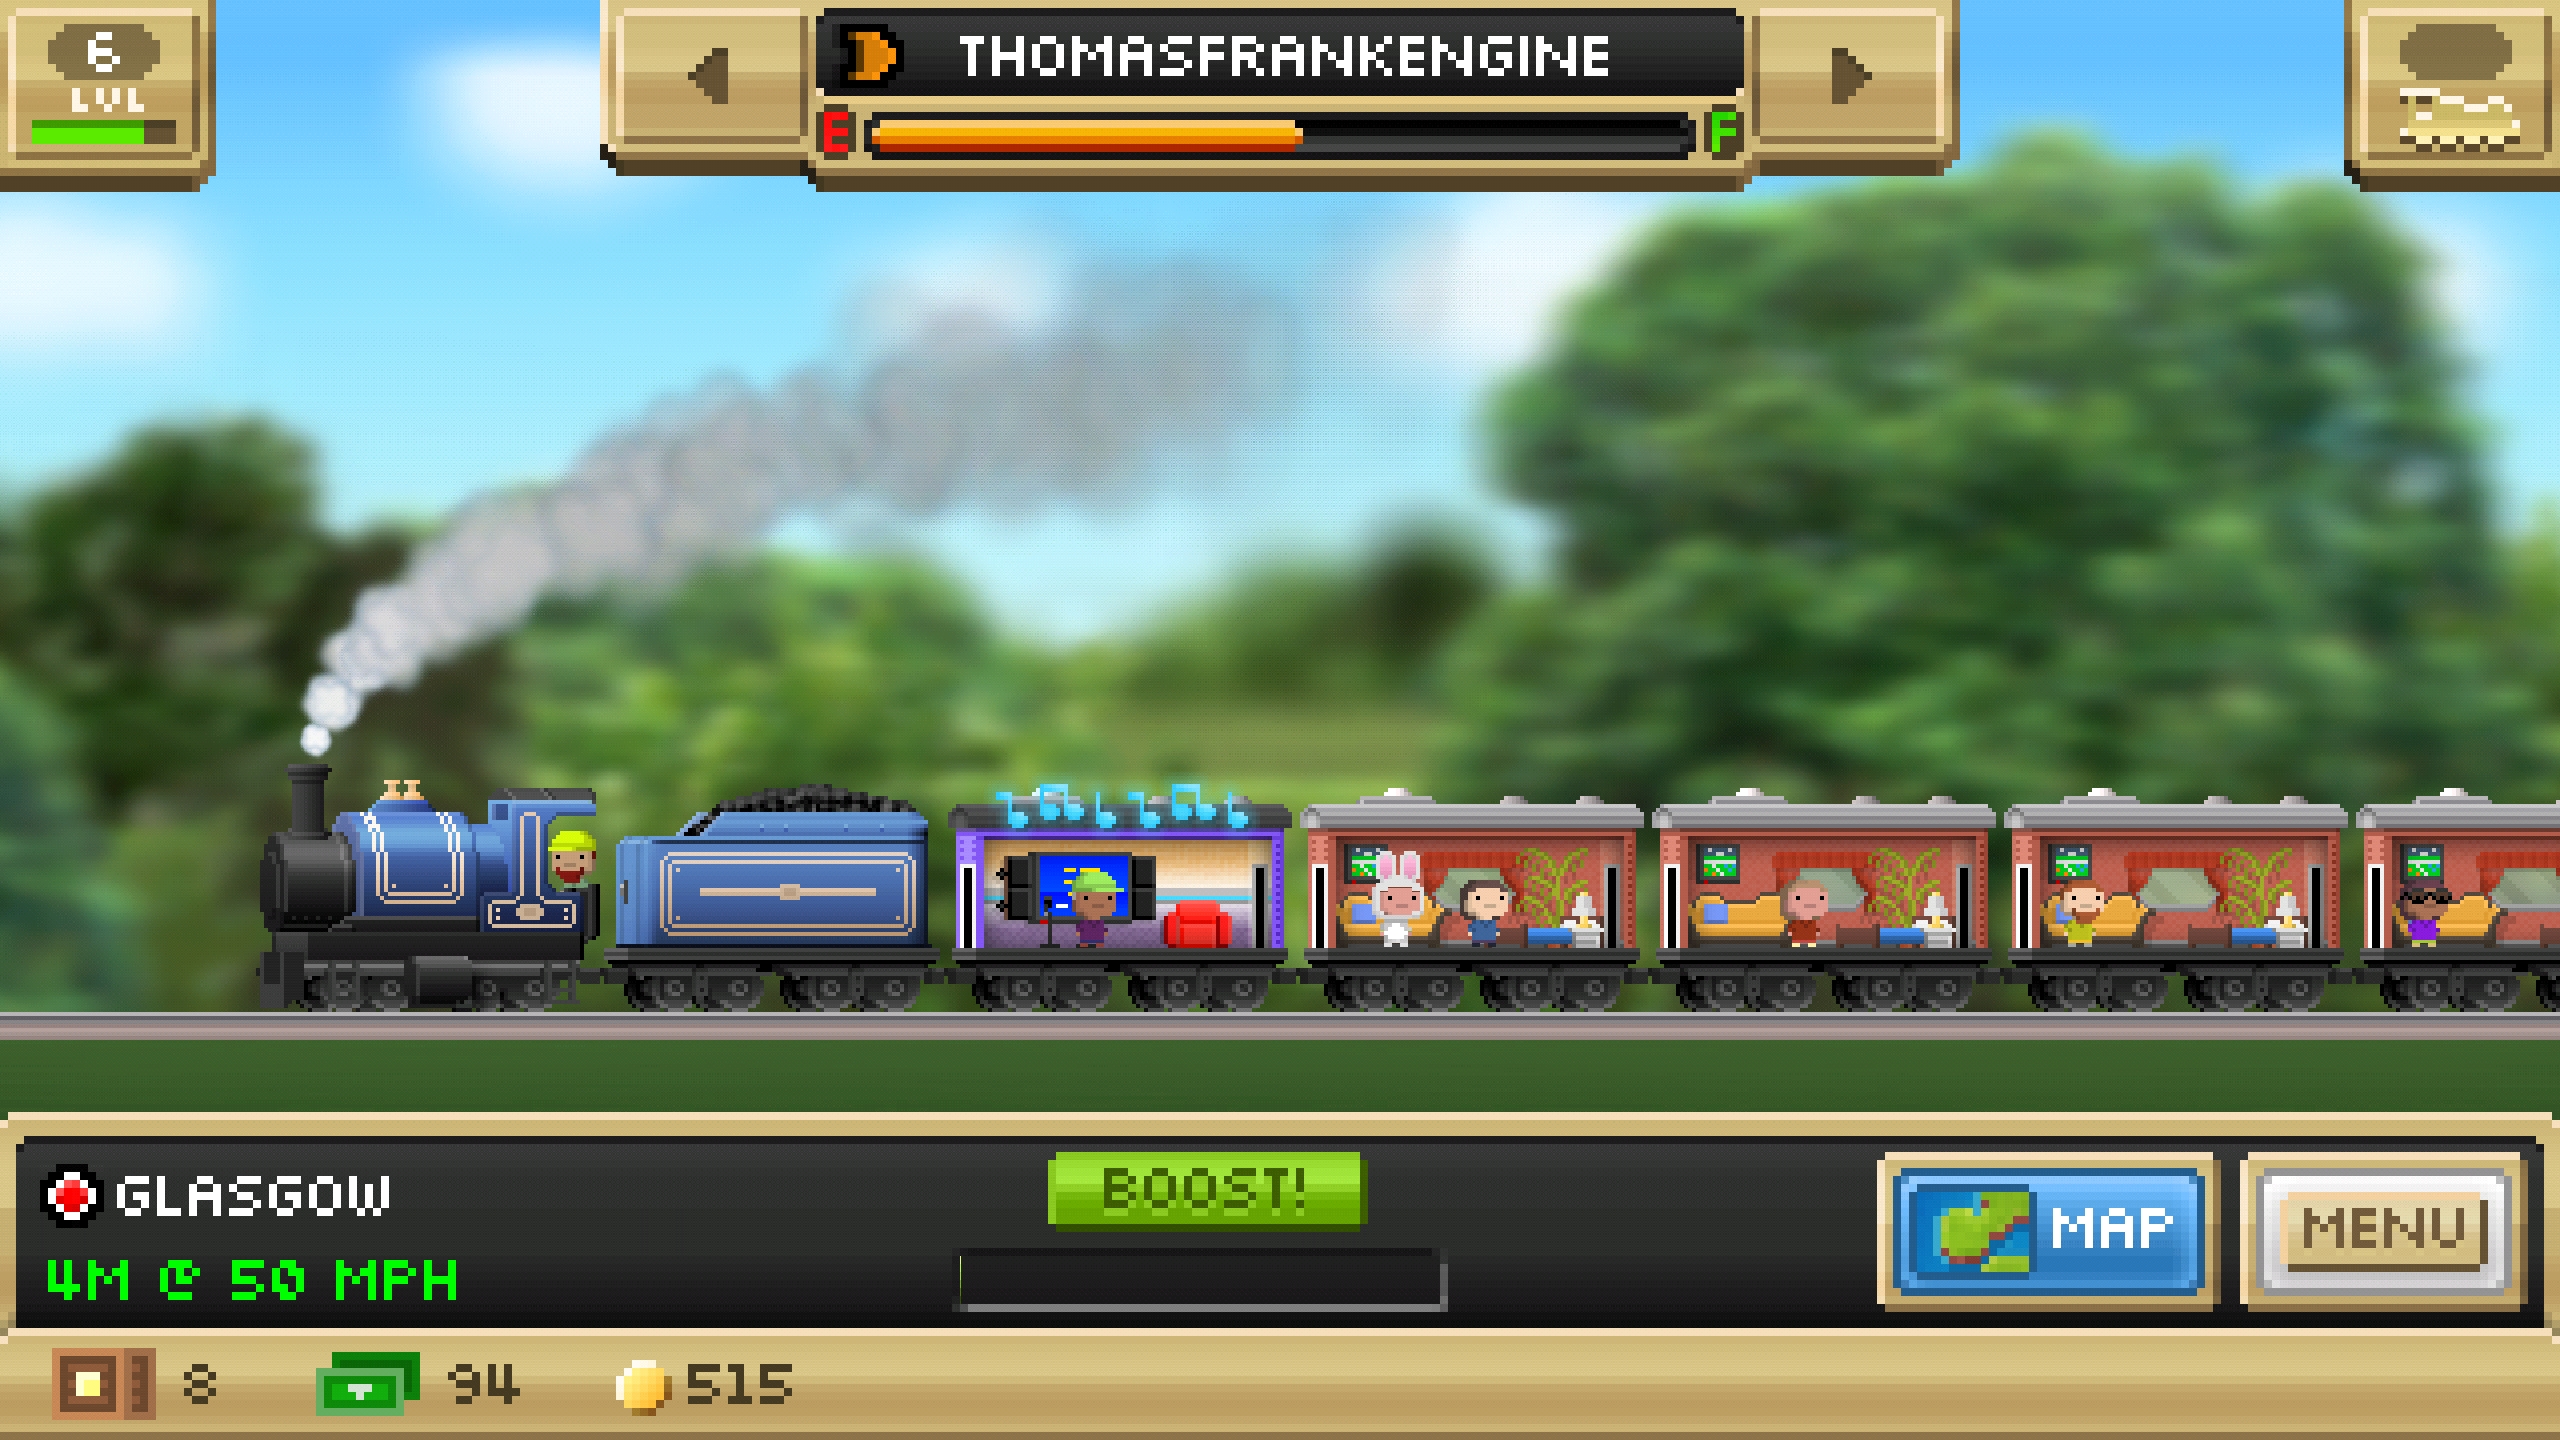 6
LVL
THOMASFRANKENGINE
E F
GLASGOW
4M @ 50 MPH
BOOST!
MAP
MENU
8 94 515